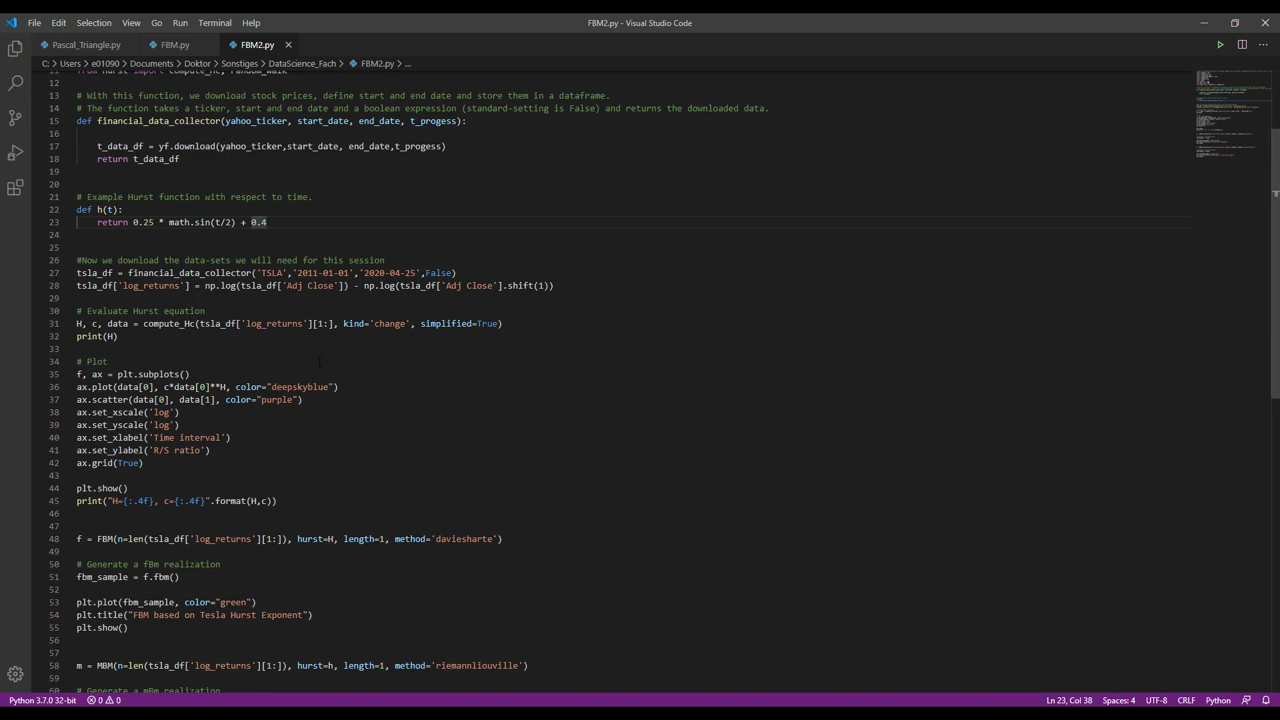 File Edit Selection View Go Run Terminal Help
FBM2.py - Visual Studio Code
Pascal_Triangle.py FBM.py FBM2.py
C: > Users > e01090 > Documents > Doktor > Sonstiges > DataScience_Fach > FBM2.py > ...
11 from hurst import compute_Hc, random_walk
12
13 # With this function, we download stock prices, define start and end date and store them in a dataframe.
14 # The function takes a ticker, start and end date and a boolean expression (standard-setting is False) and returns the downloaded data.
15 def financial_data_collector(yahoo_ticker, start_date, end_date, t_progess):
16
17 t_data_df = yf.download(yahoo_ticker,start_date, end_date,t_progess)
18 return t_data_df
19
20
21 # Example Hurst function with respect to time.
22 def h(t):
23 return 0.25 * math.sin(t/2) + 0.4
24
25
26 #Now we download the data-sets we will need for this session
27 tsla_df = financial_data_collector('TSLA','2011-01-01','2020-04-25',False)
28 tsla_df['log_returns'] = np.log(tsla_df['Adj Close']) - np.log(tsla_df['Adj Close'].shift(1))
29
30 # Evaluate Hurst equation
31 H, c, data = compute_Hc(tsla_df['log_returns'][1:], kind='change', simplified=True)
32 print(H)
33
34 # Plot
35 f, ax = plt.subplots()
36 ax.plot(data[0], c*data[0]**H, color="deepskyblue")
37 ax.scatter(data[0], data[1], color="purple")
38 ax.set_xscale('log')
39 ax.set_yscale('log')
40 ax.set_xlabel('Time interval')
41 ax.set_ylabel('R/S ratio')
42 ax.grid(True)
43
44 plt.show()
45 print("H={:.4f}, c={:.4f}".format(H,c))
46
47
48 f = FBM(n=len(tsla_df['log_returns'][1:]), hurst=H, length=1, method='daviesharte')
49
50 # Generate a fBm realization
51 fbm_sample = f.fbm()
52
53 plt.plot(fbm_sample, color="green")
54 plt.title("FBM based on Tesla Hurst Exponent")
55 plt.show()
56
57
58 m = MBM(n=len(tsla_df['log_returns'][1:]), hurst=h, length=1, method='riemannliouville')
59
60 # Generate a mBm realization
Python 3.7.0 32-bit 0 0 Ln 23, Col 38 Spaces: 4 UTF-8 CRLF Python